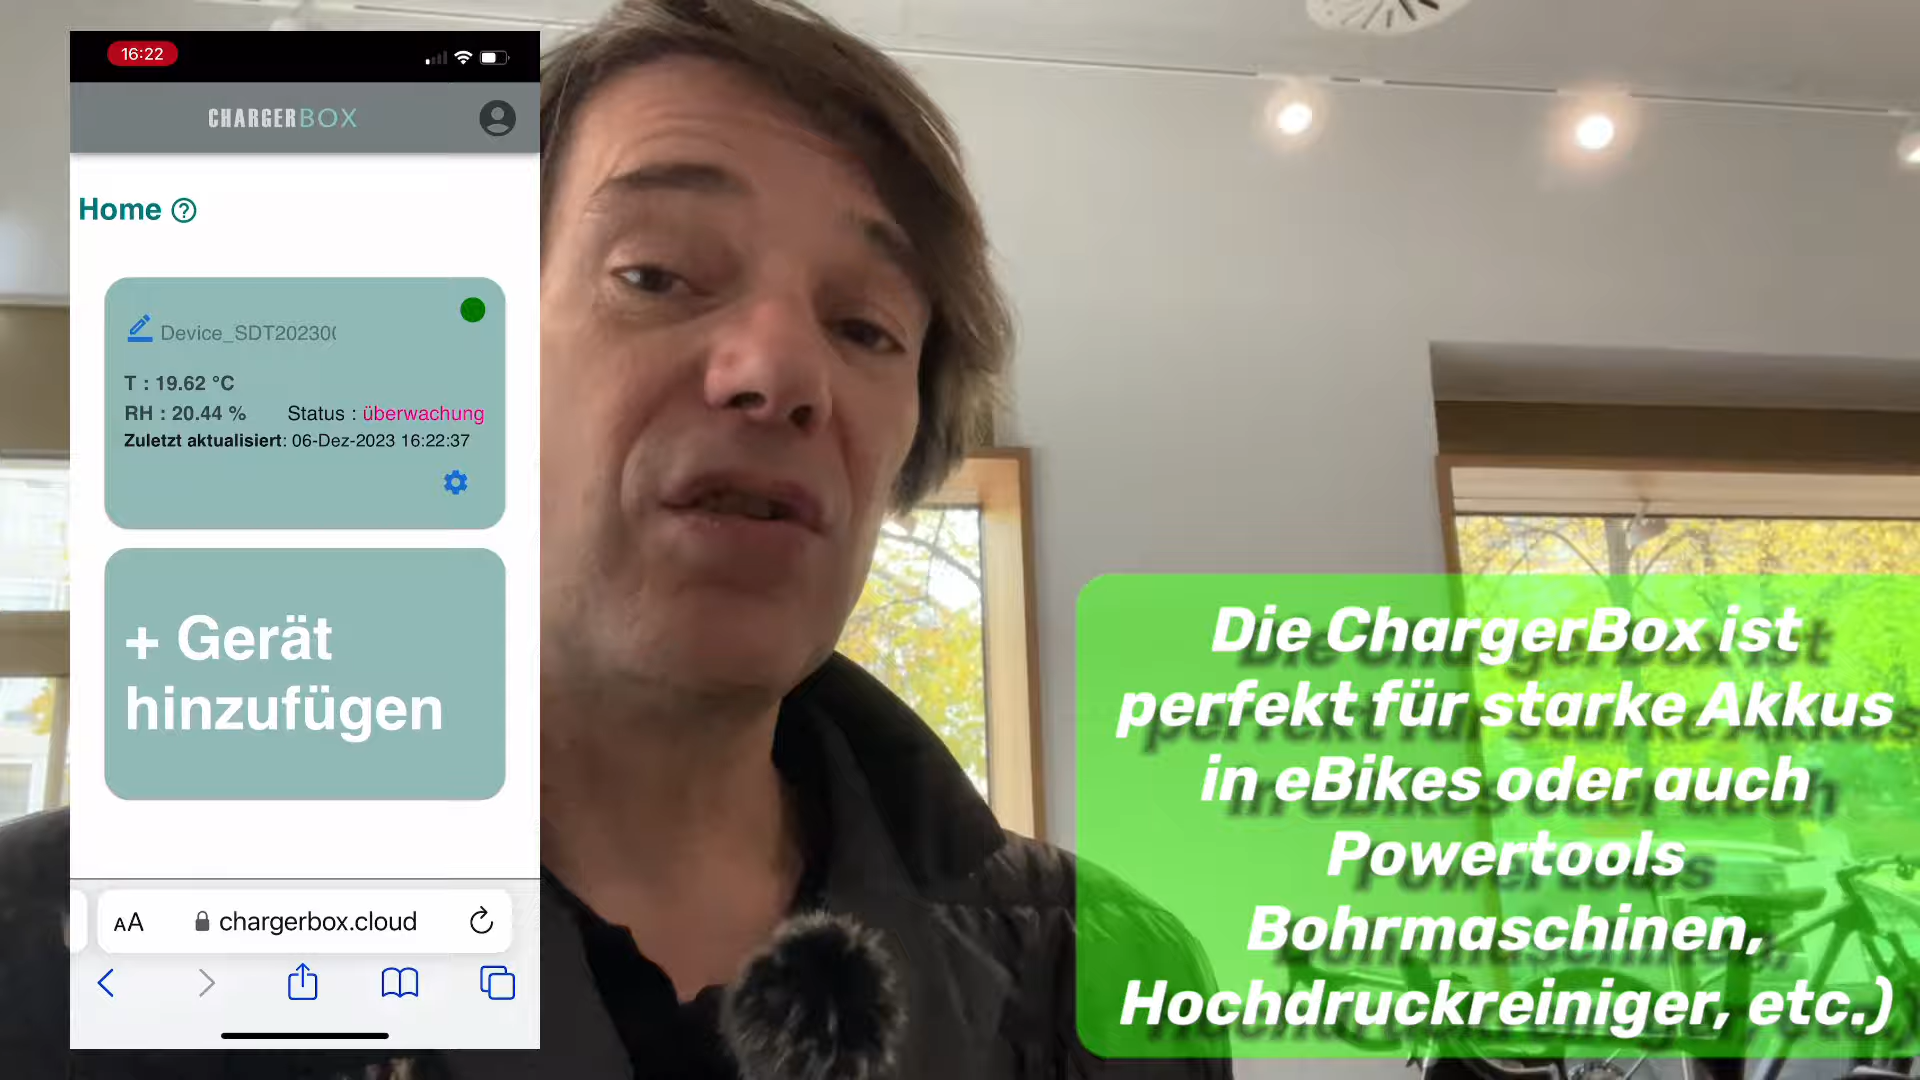 16:22
CHARGERBOX
Home
Device_SDT20230(
T : 19.62 °C
RH : 20.44 %
Status : überwachung
Zuletzt aktualisiert: 06-Dez-2023 16:22:37
+ Gerät
hinzufügen
AA
chargerbox.cloud
Die ChargerBox ist
perfekt für starke Akkus
in eBikes oder auch
Powertools
Bohrmaschinen,
Hochdruckreiniger, etc.)